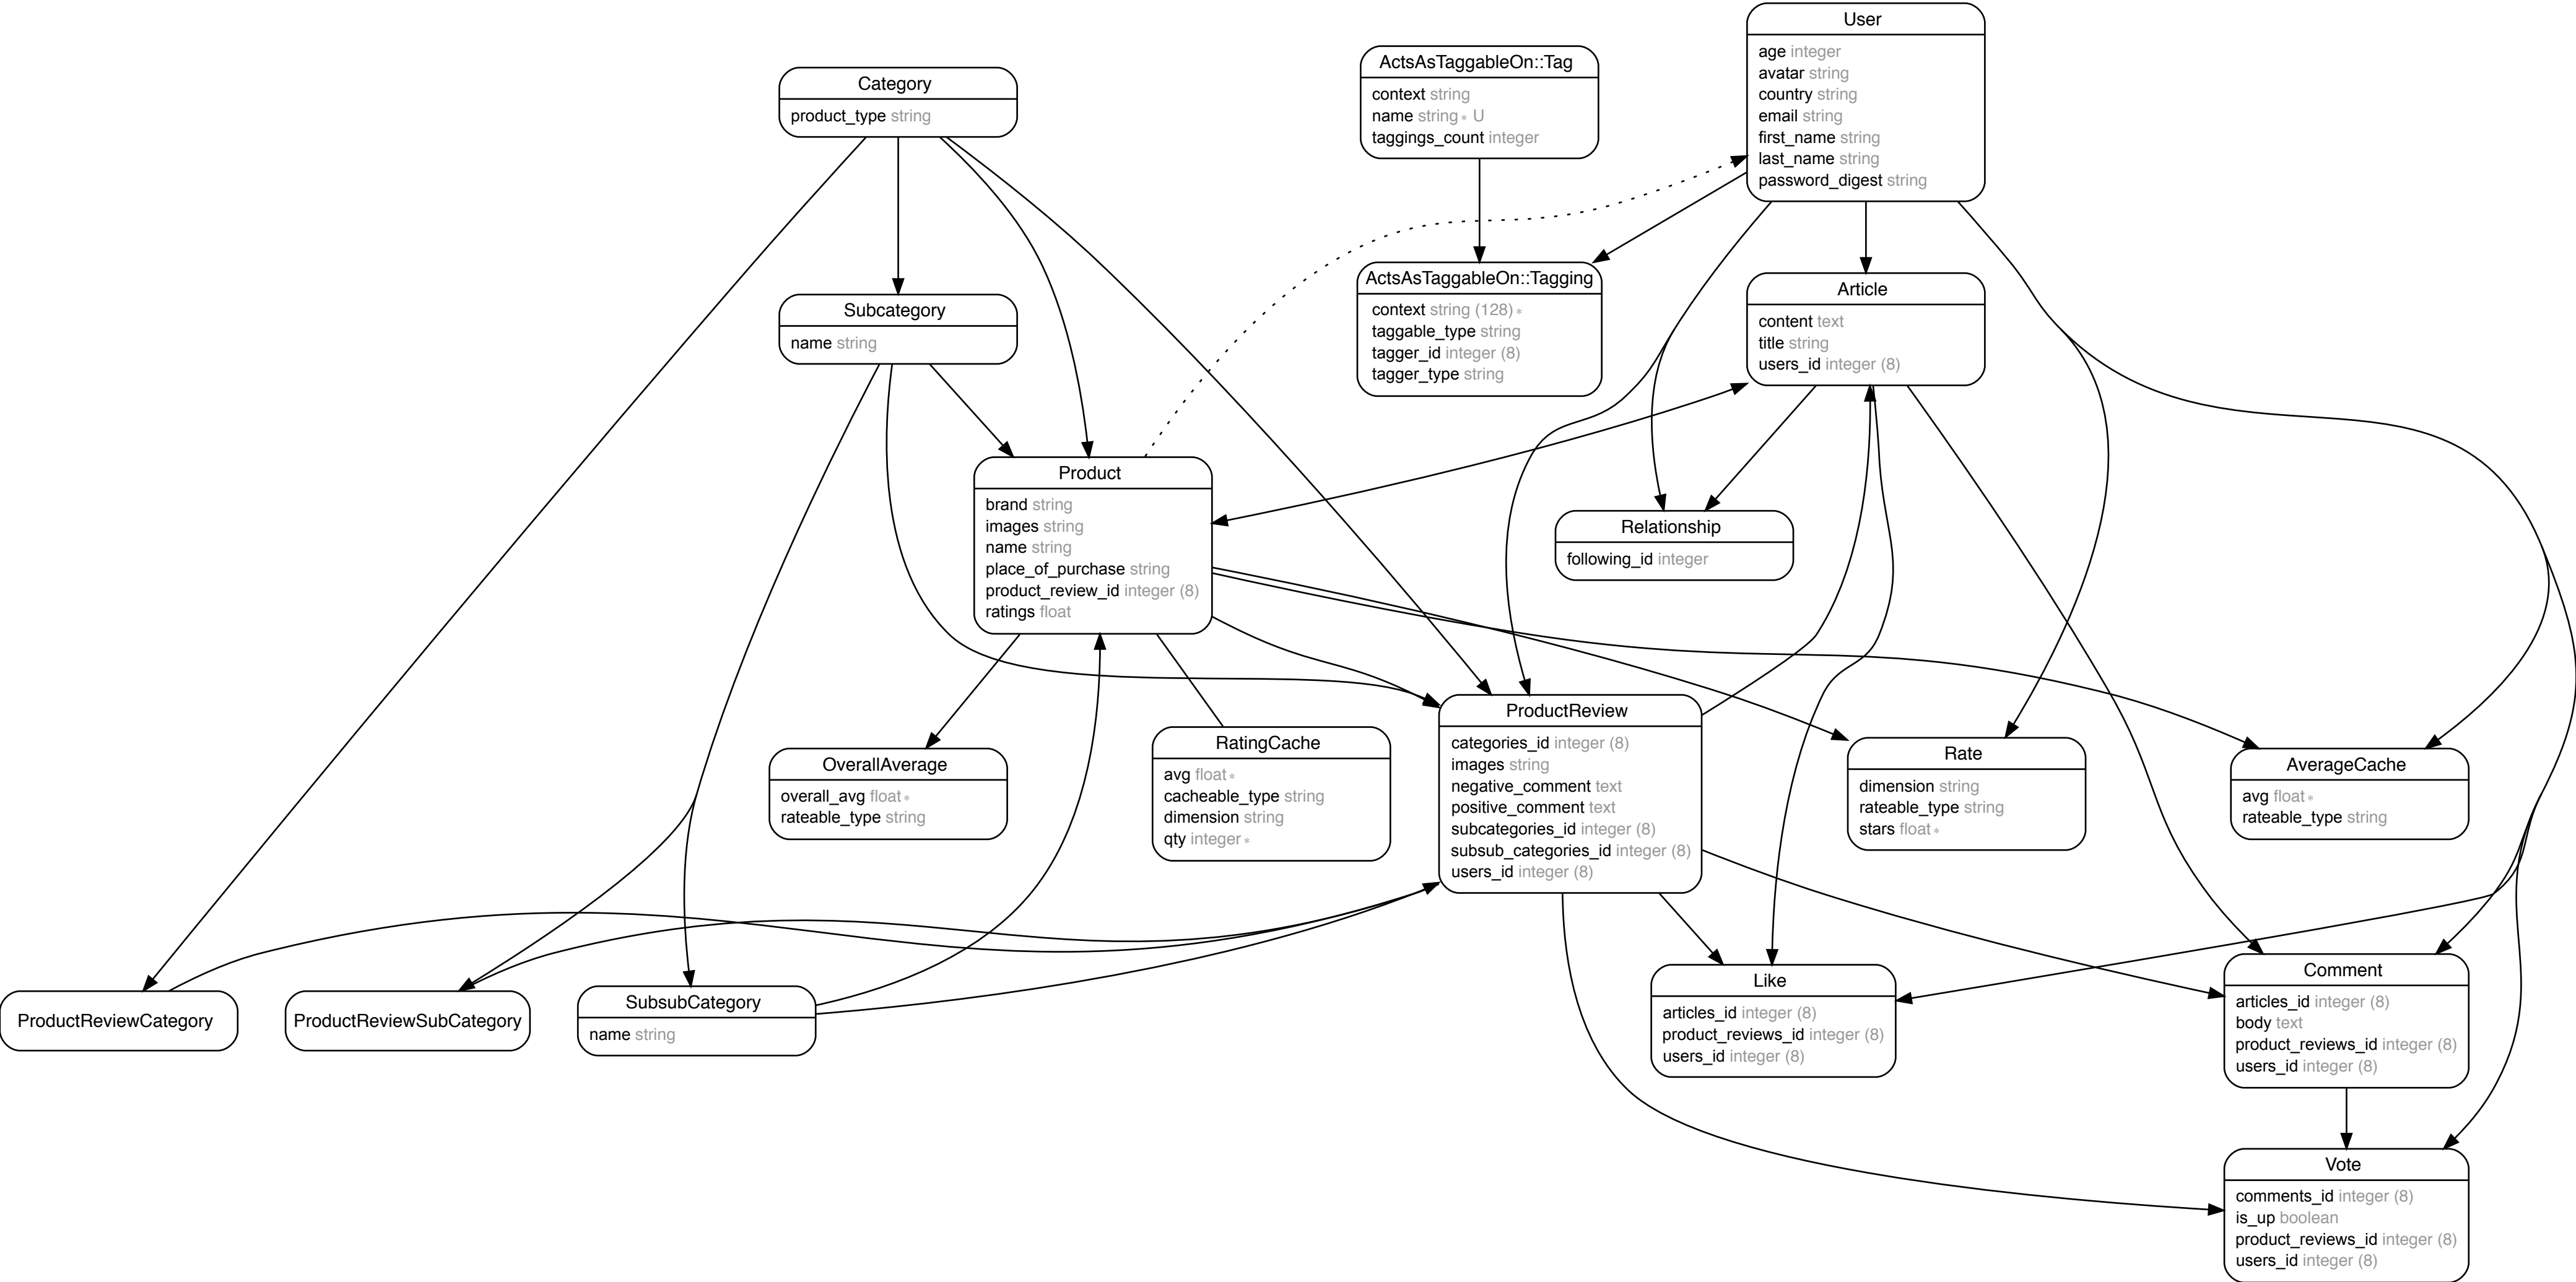 User
age integer
avatar string
country string
email string
first_name string
last_name string
password_digest string
ActsAsTaggableOn::Tag
context string
name string∗ U
taggings_count integer
Category
product_type string
ActsAsTaggableOn::Tagging
context string (128)∗
taggable_type string
tagger_id integer (8)
tagger_type string
Article
content text
title string
users_id integer (8)
Subcategory
name string
Product
brand string
images string
name string
place_of_purchase string
product_review_id integer (8)
ratings float
Relationship
following_id integer
ProductReview
categories_id integer (8)
images string
negative_comment text
positive_comment text
subcategories_id integer (8)
subsub_categories_id integer (8)
users_id integer (8)
OverallAverage
overall_avg float∗
rateable_type string
RatingCache
avg float∗
cacheable_type string
dimension string
qty integer∗
Rate
dimension string
rateable_type string
stars float∗
AverageCache
avg float∗
rateable_type string
ProductReviewCategory
ProductReviewSubCategory
SubsubCategory
name string
Like
articles_id integer (8)
product_reviews_id integer (8)
users_id integer (8)
Comment
articles_id integer (8)
body text
product_reviews_id integer (8)
users_id integer (8)
Vote
comments_id integer (8)
is_up boolean
product_reviews_id integer (8)
users_id integer (8)